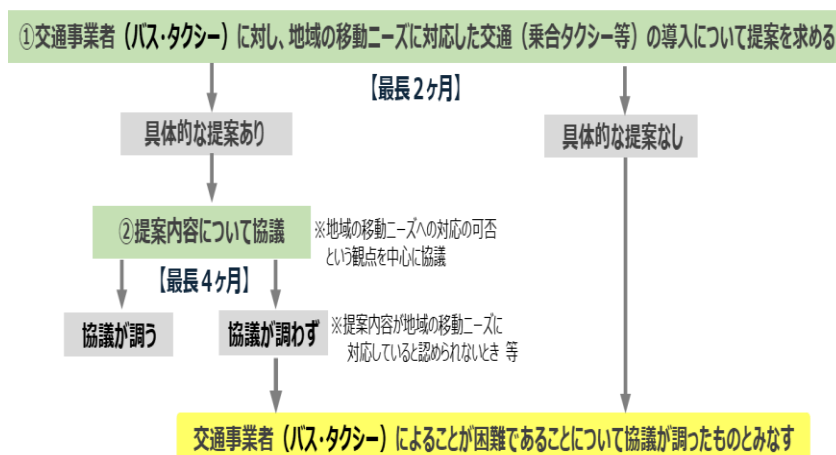 ①交通事業者（バス・タクシー）に対し、地域の移動ニーズに対応した交通（乗合タクシー等）の導入について提案を求める
【最長２ヶ月】
具体的な提案あり
具体的な提案なし
②提案内容について協議
※地域の移動ニーズへの対応の可否
という観点を中心に協議
【最長４ヶ月】
協議が調う
協議が調わず
※提案内容が地域の移動ニーズに
対応していると認められないとき 等
交通事業者（バス・タクシー）によることが困難であることについて協議が調ったものとみなす